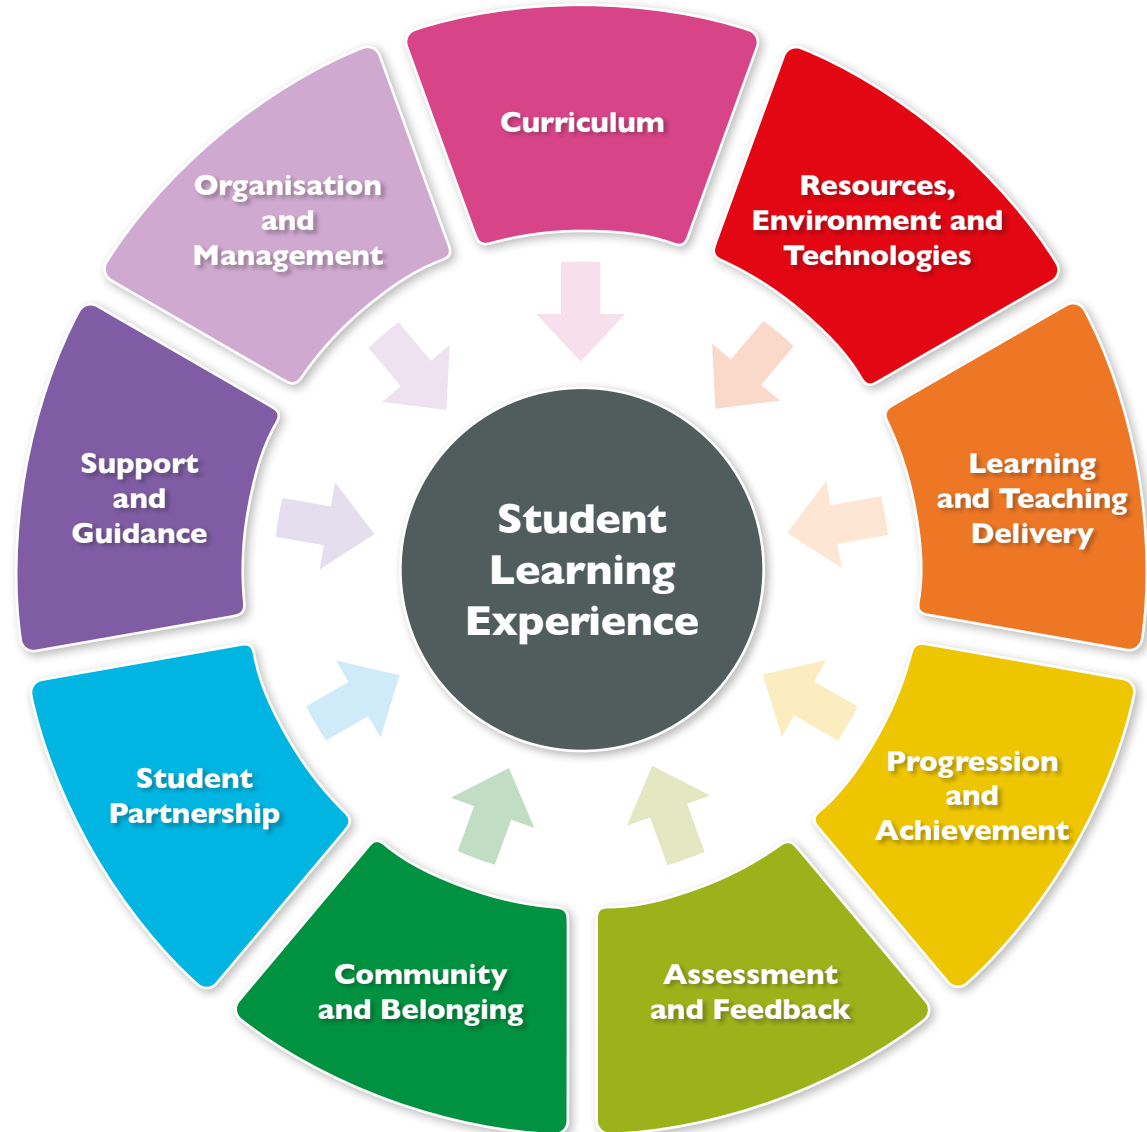 Curriculum
Resources,
Environment and
Technologies
Learning
and Teaching
Delivery
Progression
and
Achievement
Assessment
and Feedback
Community
and Belonging
Student
Partnership
Support
and
Guidance
Organisation
and
Management
Student
Learning
Experience